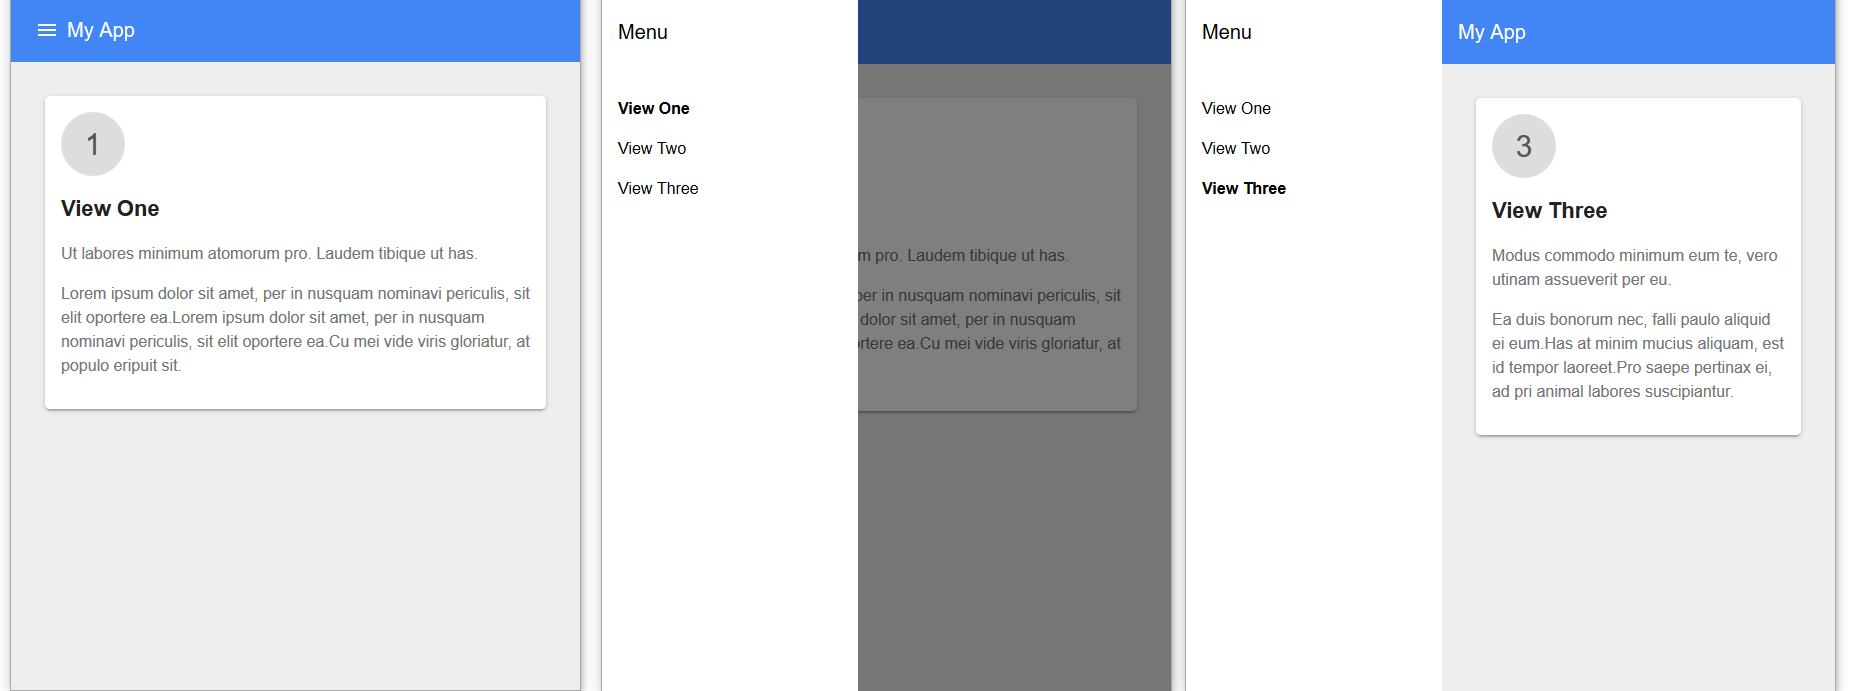 My App
1
View One
Ut labores minimum atomorum pro. Laudem tibique ut has.
Lorem ipsum dolor sit amet, per in nusquam nominavi periculis, sit
elit oportere ea.Lorem ipsum dolor sit amet, per in nusquam
nominavi periculis, sit elit oportere ea.Cu mei vide viris gloriatur, at
populo eripuit sit.
Menu
View One
View Two
View Three
m pro. Laudem tibique ut has.
per in nusquam nominavi periculis, sit
dolor sit amet, per in nusquam
ortere ea.Cu mei vide viris gloriatur, at
Menu
View One
View Two
View Three
My App
3
View Three
Modus commodo minimum eum te, vero
utinam assueverit per eu.
Ea duis bonorum nec, falli paulo aliquid
ei eum.Has at minim mucius aliquam, est
id tempor laoreet.Pro saepe pertinax ei,
ad pri animal labores suscipiantur.